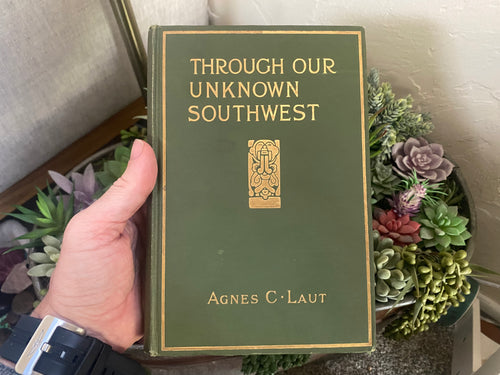 THROUGH OUR
UNKNOWN
SOUTHWEST
AGNES C·LAUT